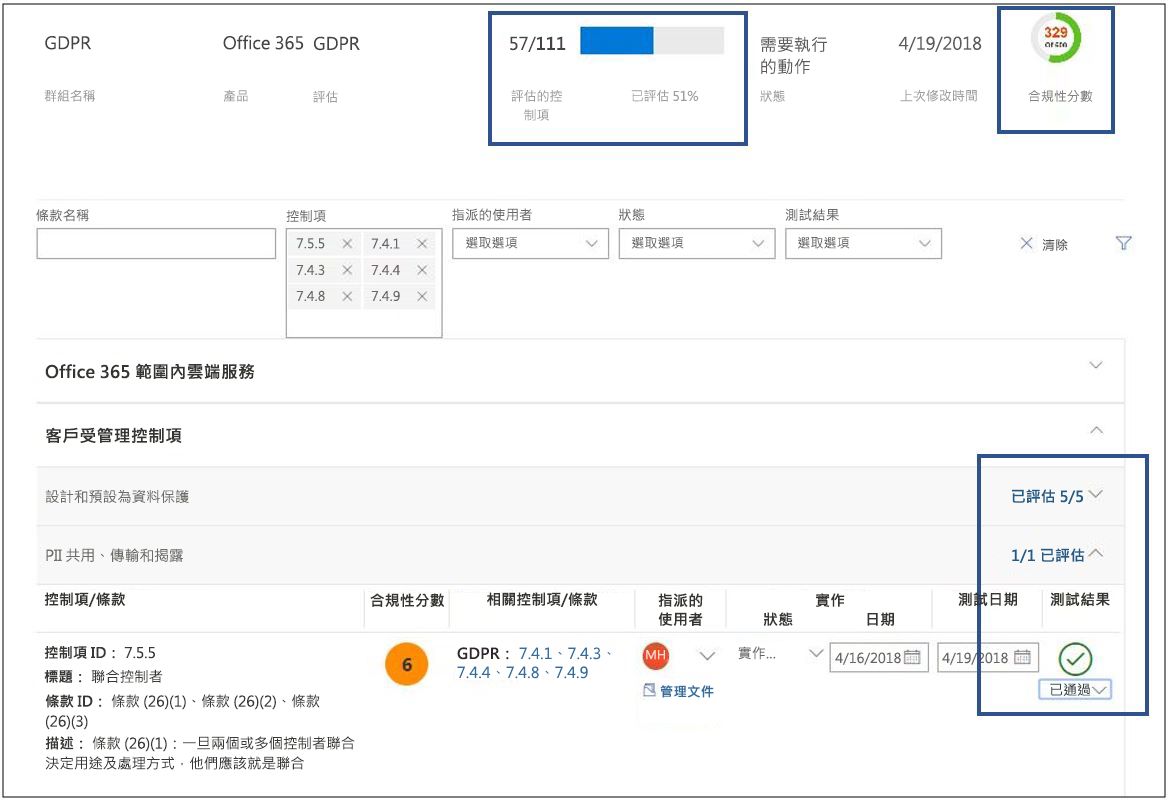 GDPR
Office 365 GDPR
57/111
需要執行
的動作
4/19/2018
329
OF 600
群組名稱
產品
評估
評估的控
制項
已評估 51%
狀態
上次修改時間
合規性分數
條款名稱
控制項
指派的使用者
狀態
測試結果
7.5.5 × 7.4.1 ×
7.4.3 × 7.4.4 ×
7.4.8 × 7.4.9 ×
選取選項
選取選項
選取選項
清除
Office 365 範圍內雲端服務
客戶受管理控制項
設計和預設為資料保護
已評估 5/5
PII 共用、傳輸和揭露
1/1 已評估
控制項/條款
合規性分數
相關控制項/條款
指派的
使用者
實作
狀態
日期
測試日期
測試結果
控制項 ID： 7.5.5
標題： 聯合控制者
條款 ID： 條款 (26)(1)、條款 (26)(2)、條款
(26)(3)
描述： 條款 (26)(1)：一旦兩個或多個控制者聯合
決定用途及處理方式，他們應該就是聯合
6
GDPR： 7.4.1、7.4.3、
7.4.4、7.4.8、7.4.9
MH
管理文件
實作...
4/16/2018
4/19/2018
已通過